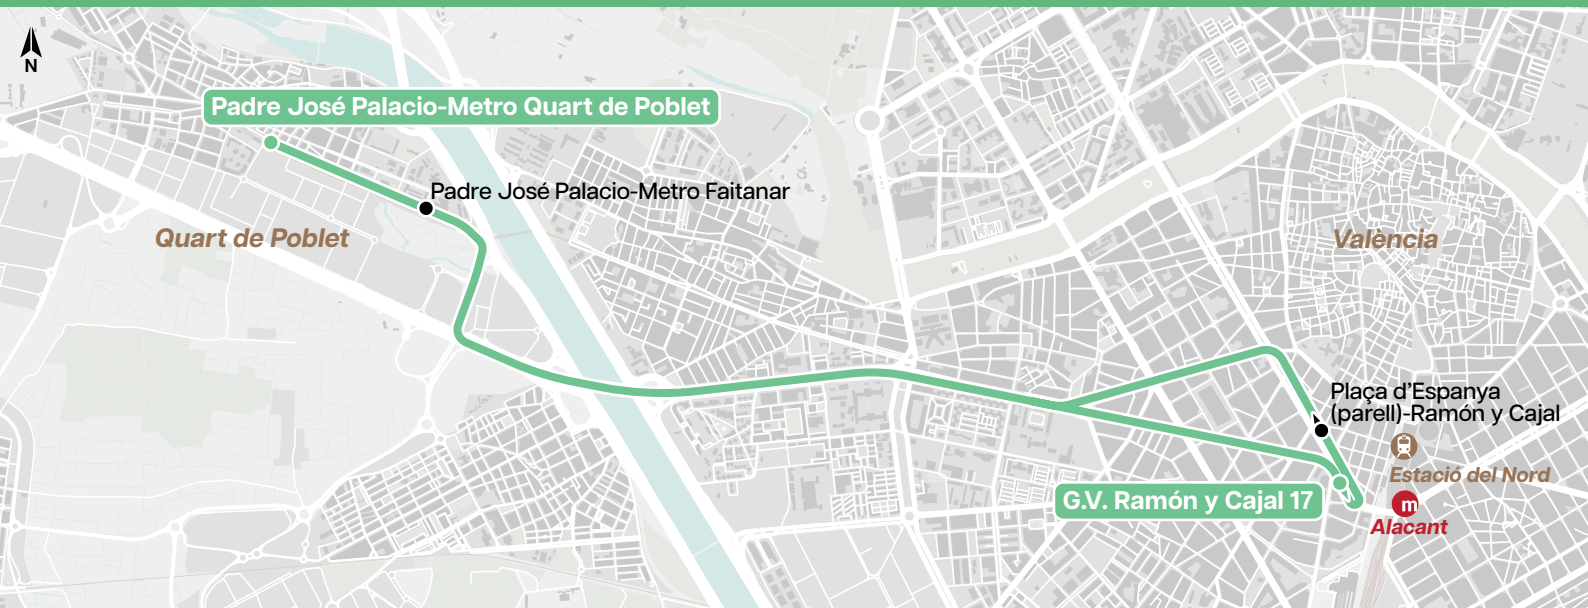 N
Padre José Palacio-Metro Quart de Poblet
Padre José Palacio-Metro Faitanar
Quart de Poblet
València
Plaça d'Espanya
(parell)-Ramón y Cajal
Estació del Nord
G.V. Ramón y Cajal 17
m
Alacant